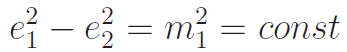 $e_1^2 - e_2^2 = m_1^2 = const$